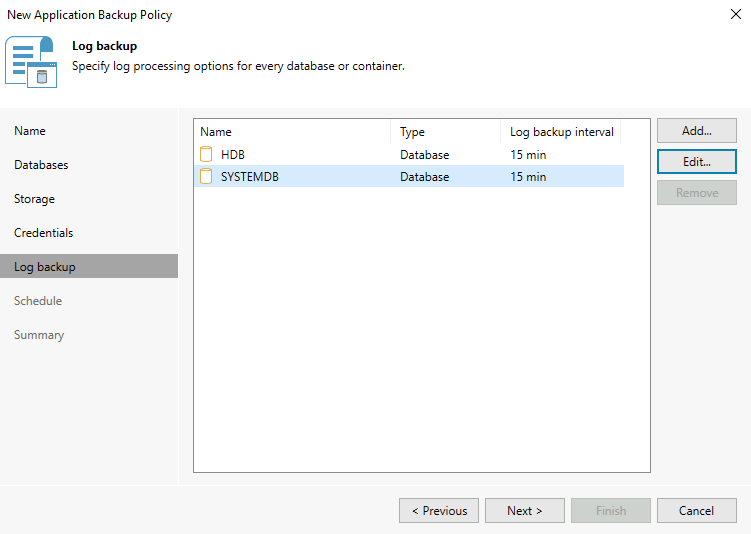 New Application Backup Policy
Log backup
Specify log processing options for every database or container.
Name
Databases
Storage
Credentials
Log backup
Schedule
Summary
Name Type Log backup interval
HDB Database 15 min
SYSTEMDB Database 15 min
Add...
Edit...
Remove
< Previous Next > Finish Cancel